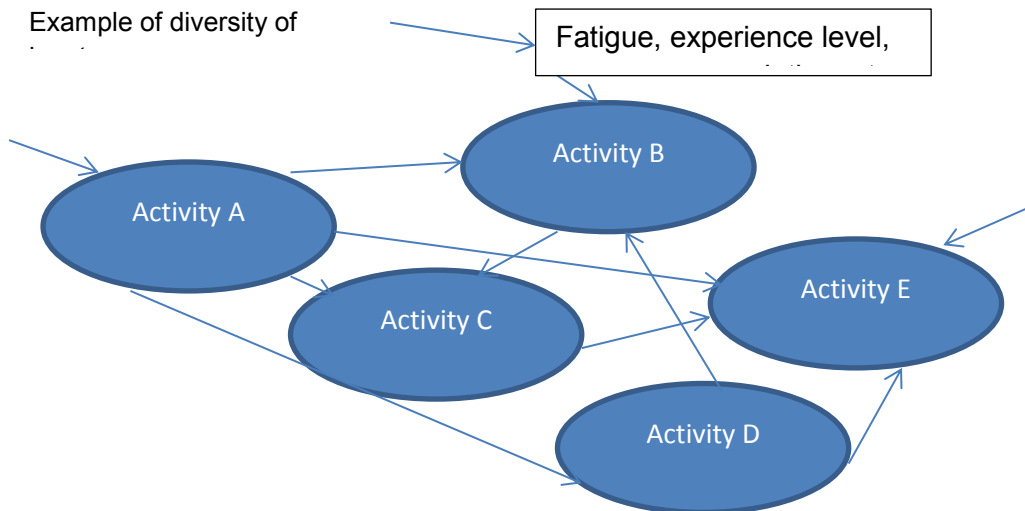 Example of diversity of
Fatigue, experience level,
Activity B
Activity A
Activity E
Activity C
Activity D